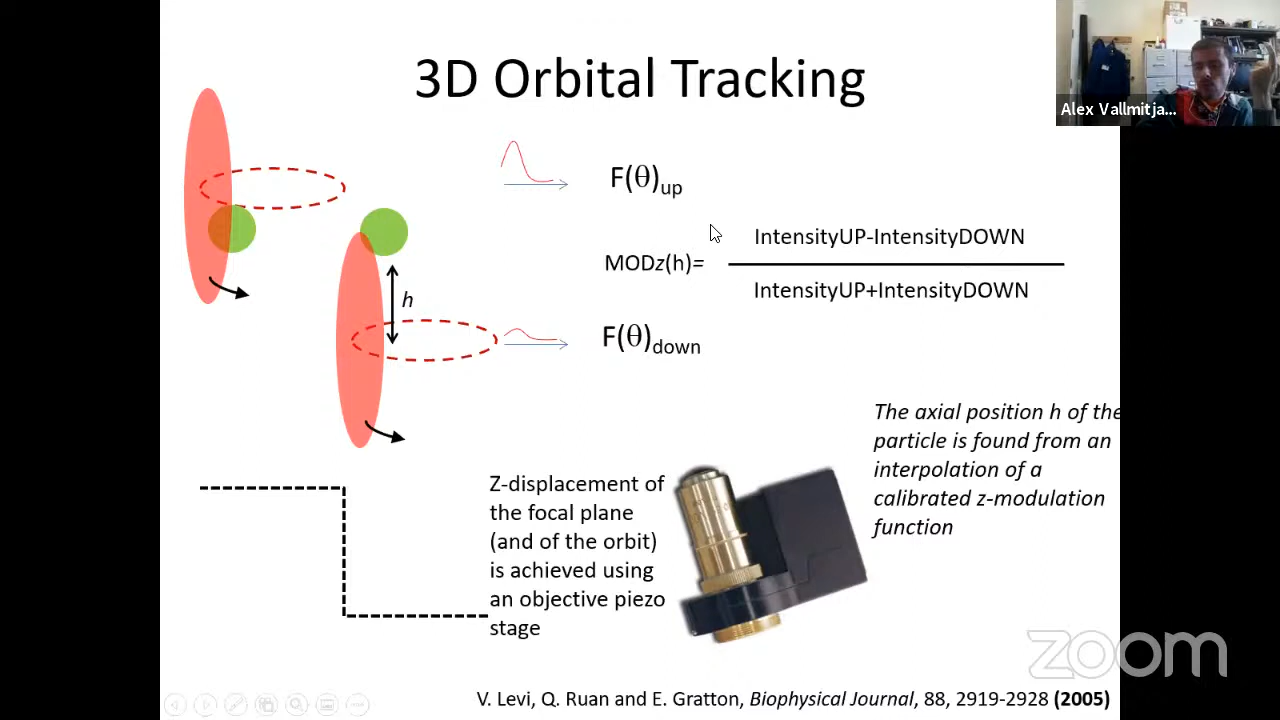 3D Orbital Tracking
Alex Vallmitja...
F(θ)up
IntensityUP-IntensityDOWN
MODz(h)=
IntensityUP+IntensityDOWN
h
F(θ)down
The axial position h of the
particle is found from an
interpolation of a
calibrated z-modulation
function
Z-displacement of
the focal plane
(and of the orbit)
is achieved using
an objective piezo
stage
zoom
V. Levi, Q. Ruan and E. Gratton, Biophysical Journal, 88, 2919-2928 (2005)